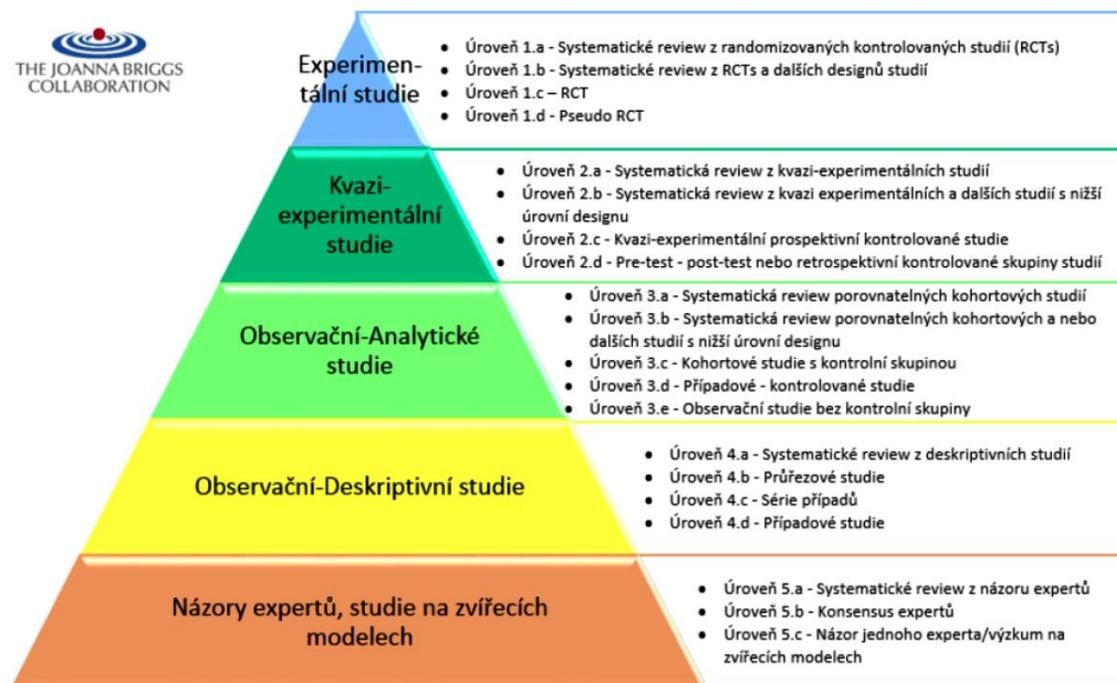 THE JOANNA BRIGGS
COLLABORATION
Experimen-
tální studie
Úroveň 1.a - Systematické review z randomizovaných kontrolovaných studií (RCTs)
Úroveň 1.b - Systematické review z RCTs a dalších designů studií
Úroveň 1.c – RCT
Úroveň 1.d - Pseudo RCT
Kvazi-
experimentální
studie
Úroveň 2.a - Systematická review z kvazi-experimentálních studií
Úroveň 2.b - Systematická review z kvazi experimentálních a dalších studií s nižší
úrovní designu
Úroveň 2.c - Kvazi-experimentální prospektivní kontrolované studie
Úroveň 2.d - Pre-test - post-test nebo retrospektivní kontrolované skupiny studií
Observační-Analytické
studie
Úroveň 3.a - Systematická review porovnatelných kohortových studií
Úroveň 3.b - Systematická review porovnatelných kohortových a nebo
dalších studií s nižší úrovní designu
Úroveň 3.c - Kohortové studie s kontrolní skupinou
Úroveň 3.d - Případové - kontrolované studie
Úroveň 3.e - Observační studie bez kontrolní skupiny
Observační-Deskriptivní studie
Úroveň 4.a - Systematické review z deskriptivních studií
Úroveň 4.b - Průřezové studie
Úroveň 4.c - Série případů
Úroveň 4.d - Případové studie
Názory expertů, studie na zvířecích
modelech
Úroveň 5.a - Systematické review z názoru expertů
Úroveň 5.b - Konsensus expertů
Úroveň 5.c - Názor jednoho experta/výzkum na
zvířecích modelech